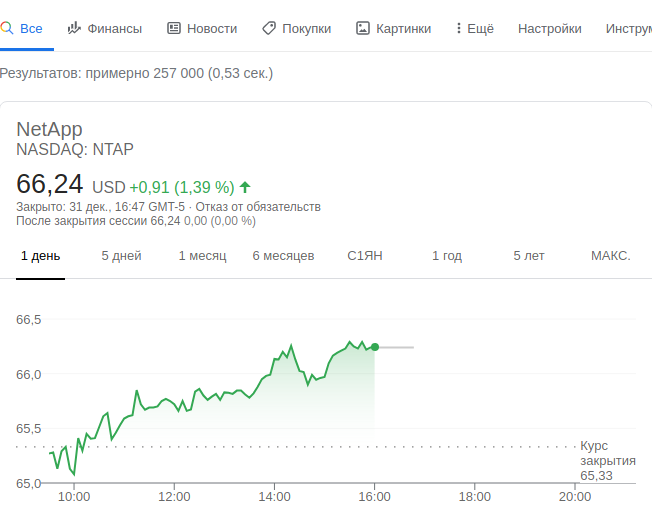 Все Финансы Новости Покупки Картинки Ещё Настройки Инструм
Результатов: примерно 257 000 (0,53 сек.)
NetApp
NASDAQ: NTAP
66,24 USD +0,91 (1,39 %)
Закрыто: 31 дек., 16:47 GMT-5 · Отказ от обязательств
После закрытия сессии 66,24 0,00 (0,00 %)
1 день 5 дней 1 месяц 6 месяцев С1ЯН 1 год 5 лет МАКС.
66,5
66,0
65,5
Курс
закрытия
65,33
65,0
10:00 12:00 14:00 16:00 18:00 20:00